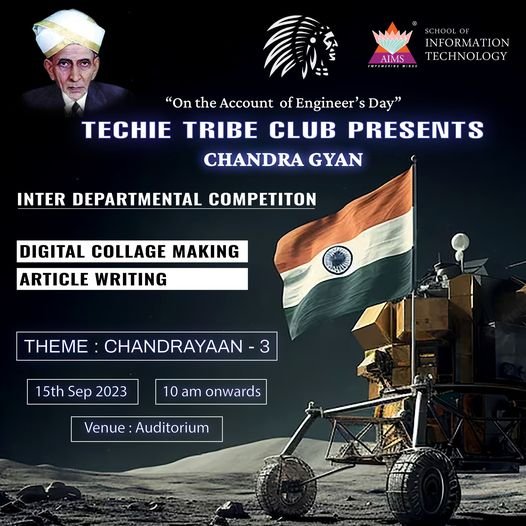 SCHOOL OF
INFORMATION
TECHNOLOGY
AIMS
EMPOWERING MINDS
®
“On the Account of Engineer’s Day”
TECHIE TRIBE CLUB PRESENTS
CHANDRA GYAN
INTER DEPARTMENTAL COMPETITON
DIGITAL COLLAGE MAKING
ARTICLE WRITING
THEME : CHANDRAYAAN - 3
15th Sep 2023
10 am onwards
Venue : Auditorium